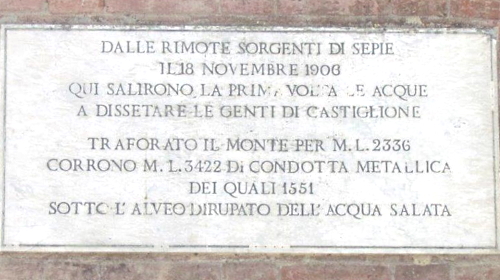 DALLE RIMOTE SORGENTI DI SEPIE
IL 18 NOVEMBRE 1906
QUI SALIRONO LA PRIMA VOLTA LE ACQUE
A DISSETARE LE GENTI DI CASTIGLIONE
TRAFORATO IL MONTE PER M.L.2336
CORRONO M.L.3422 DI CONDOTTA METALLICA
DEI QUALI 1551
SOTTO L'ALVEO DIRUPATO DELL'ACQUA SALATA